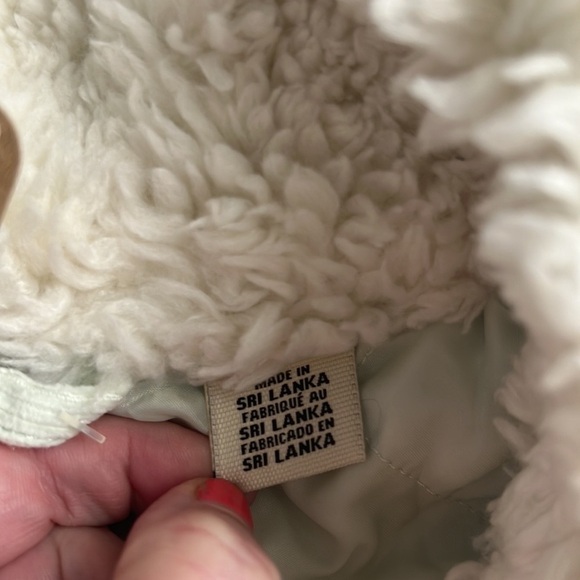 MADE IN
SRI LANKA
FABRIQUÉ AU
SRI LANKA
FABRICADO EN
SRI LANKA